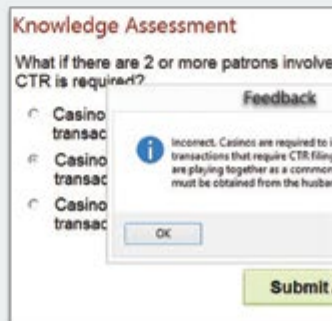 Knowledge Assessment
What if there are 2 or more patrons involve
CTR is required?
Feedback
Casino
transac
Incorrect. Casinos are required to i
transactions that require CTR filing
are playing together as a common
must be obtained from the husban
Casino
transac
Casino
transac
OK
Submit